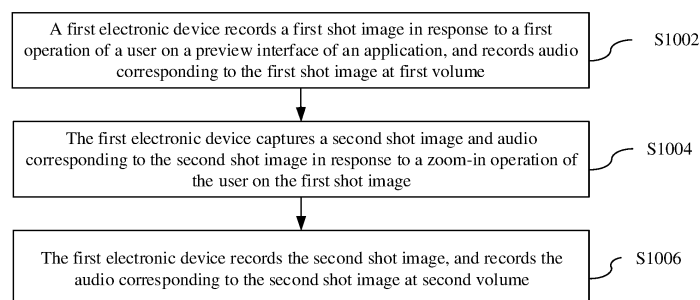 A first electronic device records a first shot image in response to a first
operation of a user on a preview interface of an application, and records audio
corresponding to the first shot image at first volume
S1002
The first electronic device captures a second shot image and audio
corresponding to the second shot image in response to a zoom-in operation of
the user on the first shot image
S1004
The first electronic device records the second shot image, and records the
audio corresponding to the second shot image at second volume
S1006